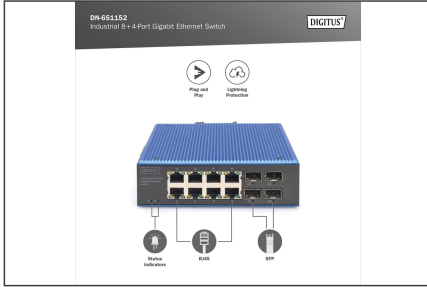 DN-651152
Industrial 8+4-Port Gigabit Ethernet Switch
DIGITUS®
Plug and
Play
Lightning
Protection
DIGITUS
Status
Indicators
RJ45
SFP